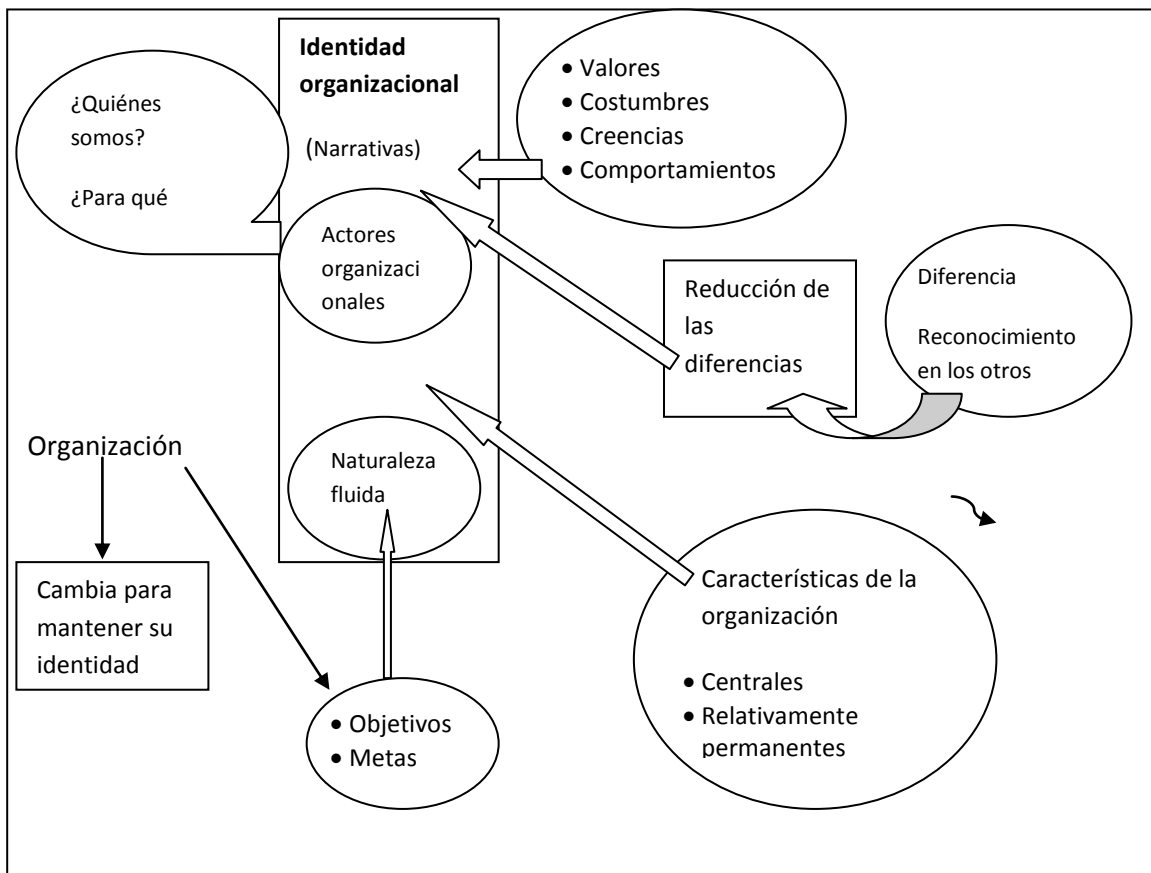 Identidad
organizacional
(Narrativas)
¿Quiénes
somos?
¿Para qué
• Valores
• Costumbres
• Creencias
• Comportamientos
Actores
organizaci
onales
Reducción de
las
diferencias
Diferencia
Reconocimiento
en los otros
Organización
Naturaleza
fluida
Cambia para
mantener su
identidad
• Objetivos
• Metas
Características de la
organización
• Centrales
• Relativamente
permanentes